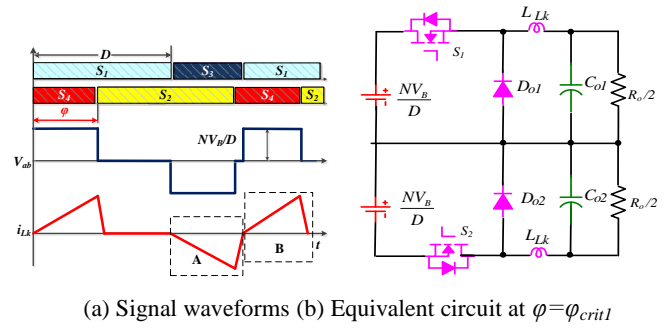 D
S1 S3 S1
S4 S2 S4 S2
φ
Vab
NVB/D
iLk
A
B
t
S1
LLk
NVB
D
Do1
Co1
Ro/2
NVB
D
Do2
Co2
Ro/2
S2
LLk
(a) Signal waveforms (b) Equivalent circuit at φ=φcrit1